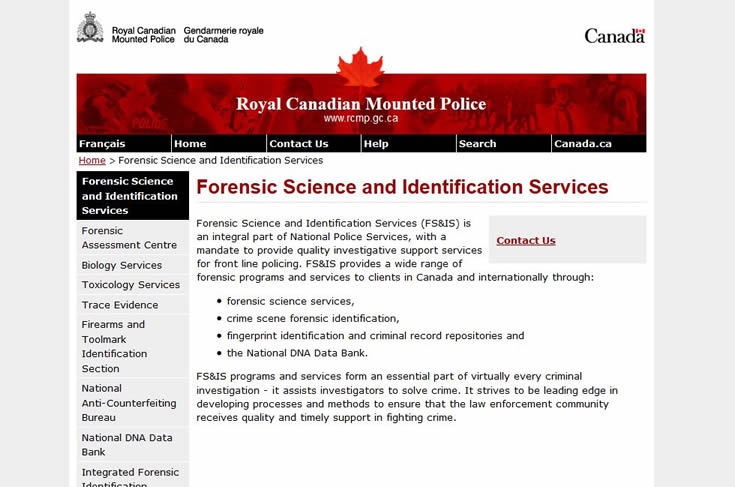 Royal Canadian Mounted Police
Gendarmerie royale du Canada
Canada
POLICE
Royal Canadian Mounted Police
www.rcmp.gc.ca
Français
Home
Contact Us
Help
Search
Canada.ca
Home > Forensic Science and Identification Services
Forensic Science
and Identification
Services
Forensic
Assessment Centre
Biology Services
Toxicology Services
Trace Evidence
Firearms and
Toolmark
Identification
Section
National
Anti-Counterfeiting
Bureau
National DNA Data
Bank
Integrated Forensic
Identification
Forensic Science and Identification Services
Forensic Science and Identification Services (FS&IS) is
an integral part of National Police Services, with a
mandate to provide quality investigative support services
for front line policing. FS&IS provides a wide range of
forensic programs and services to clients in Canada and internationally through:
• forensic science services,
• crime scene forensic identification,
• fingerprint identification and criminal record repositories and
• the National DNA Data Bank.
FS&IS programs and services form an essential part of virtually every criminal
investigation - it assists investigators to solve crime. It strives to be leading edge in
developing processes and methods to ensure that the law enforcement community
receives quality and timely support in fighting crime.
Contact Us